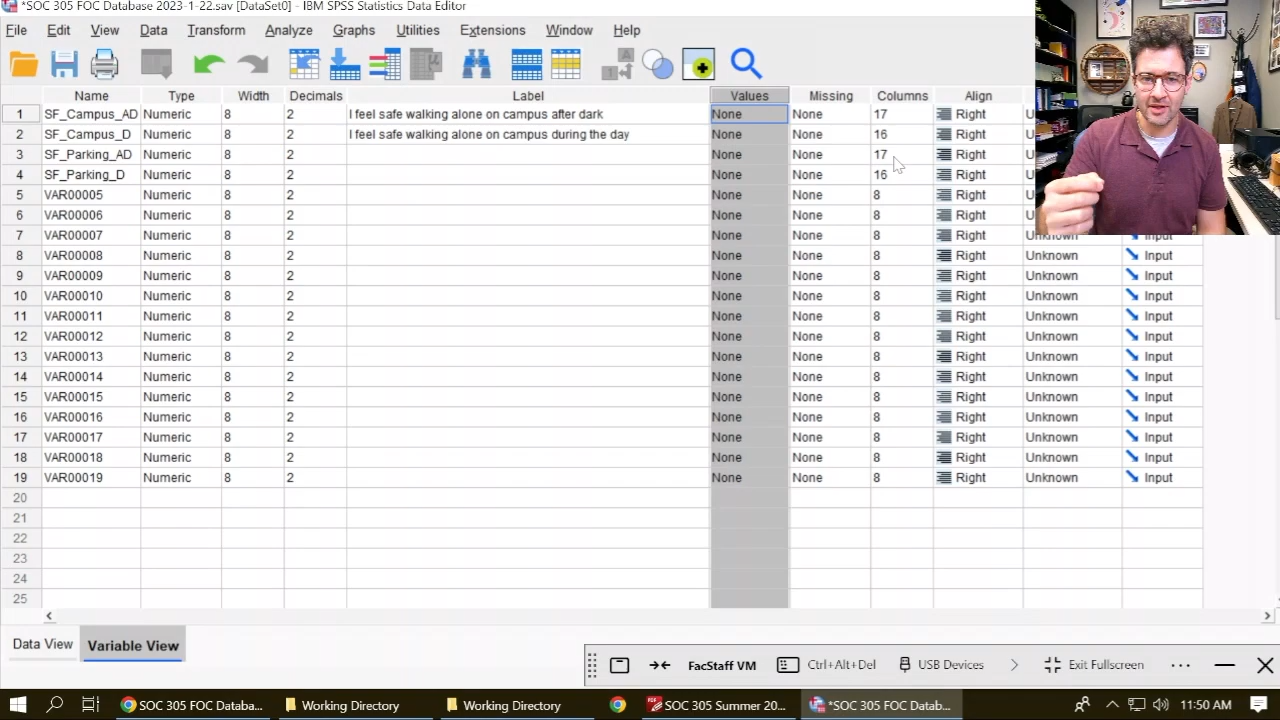 *SOC 305 FOC Database 2023-1-22.sav [DataSet0] - IBM SPSS Statistics Data Editor
File Edit View Data Transform Analyze Graphs Utilities Extensions Window Help
Name Type Width Decimals Label Values Missing Columns Align
1 SF_Campus_AD Numeric 8 2 I feel safe walking alone on campus after dark None None 17 Right
2 SF_Campus_D Numeric 8 2 I feel safe walking alone on campus during the day None None 16 Right
3 SF_Parking_AD Numeric 8 2 None None 17 Right
4 SF_Parking_D Numeric 8 2 None None 16 Right
5 VAR00005 Numeric 8 2 None None 8 Right
6 VAR00006 Numeric 8 2 None None 8 Right
7 VAR00007 Numeric 8 2 None None 8 Right Unknown Input
8 VAR00008 Numeric 8 2 None None 8 Right Unknown Input
9 VAR00009 Numeric 8 2 None None 8 Right Unknown Input
10 VAR00010 Numeric 8 2 None None 8 Right Unknown Input
11 VAR00011 Numeric 8 2 None None 8 Right Unknown Input
12 VAR00012 Numeric 8 2 None None 8 Right Unknown Input
13 VAR00013 Numeric 8 2 None None 8 Right Unknown Input
14 VAR00014 Numeric 8 2 None None 8 Right Unknown Input
15 VAR00015 Numeric 8 2 None None 8 Right Unknown Input
16 VAR00016 Numeric 8 2 None None 8 Right Unknown Input
17 VAR00017 Numeric 8 2 None None 8 Right Unknown Input
18 VAR00018 Numeric 8 2 None None 8 Right Unknown Input
19 VAR00019 Numeric 8 2 None None 8 Right Unknown Input
20
21
22
23
24
25
Data View Variable View
FacStaff VM Ctrl+Alt+Del USB Devices Exit Fullscreen
SOC 305 FOC Databa... Working Directory Working Directory SOC 305 Summer 20... *SOC 305 FOC Datab... 11:50 AM